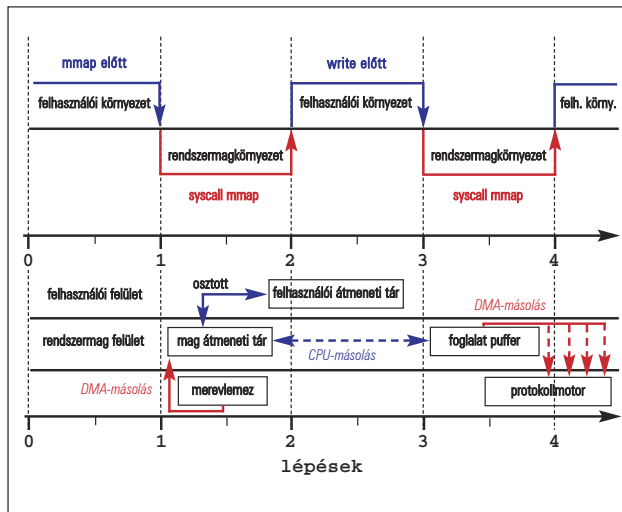 mmap előtt
write előtt
felhasználói környezet
felhasználói környezet
felh. körny.
rendszermagkörnyezet
rendszermagkörnyezet
syscall mmap
syscall mmap
0 1 2 3 4
osztott
felhasználói felület
felhasználói átmeneti tár
DMA-másolás
rendszermag felület
mag átmeneti tár
foglalat puffer
CPU-másolás
DMA-másolás
merevlemez
protokollmotor
0 1 2 3 4
lépések